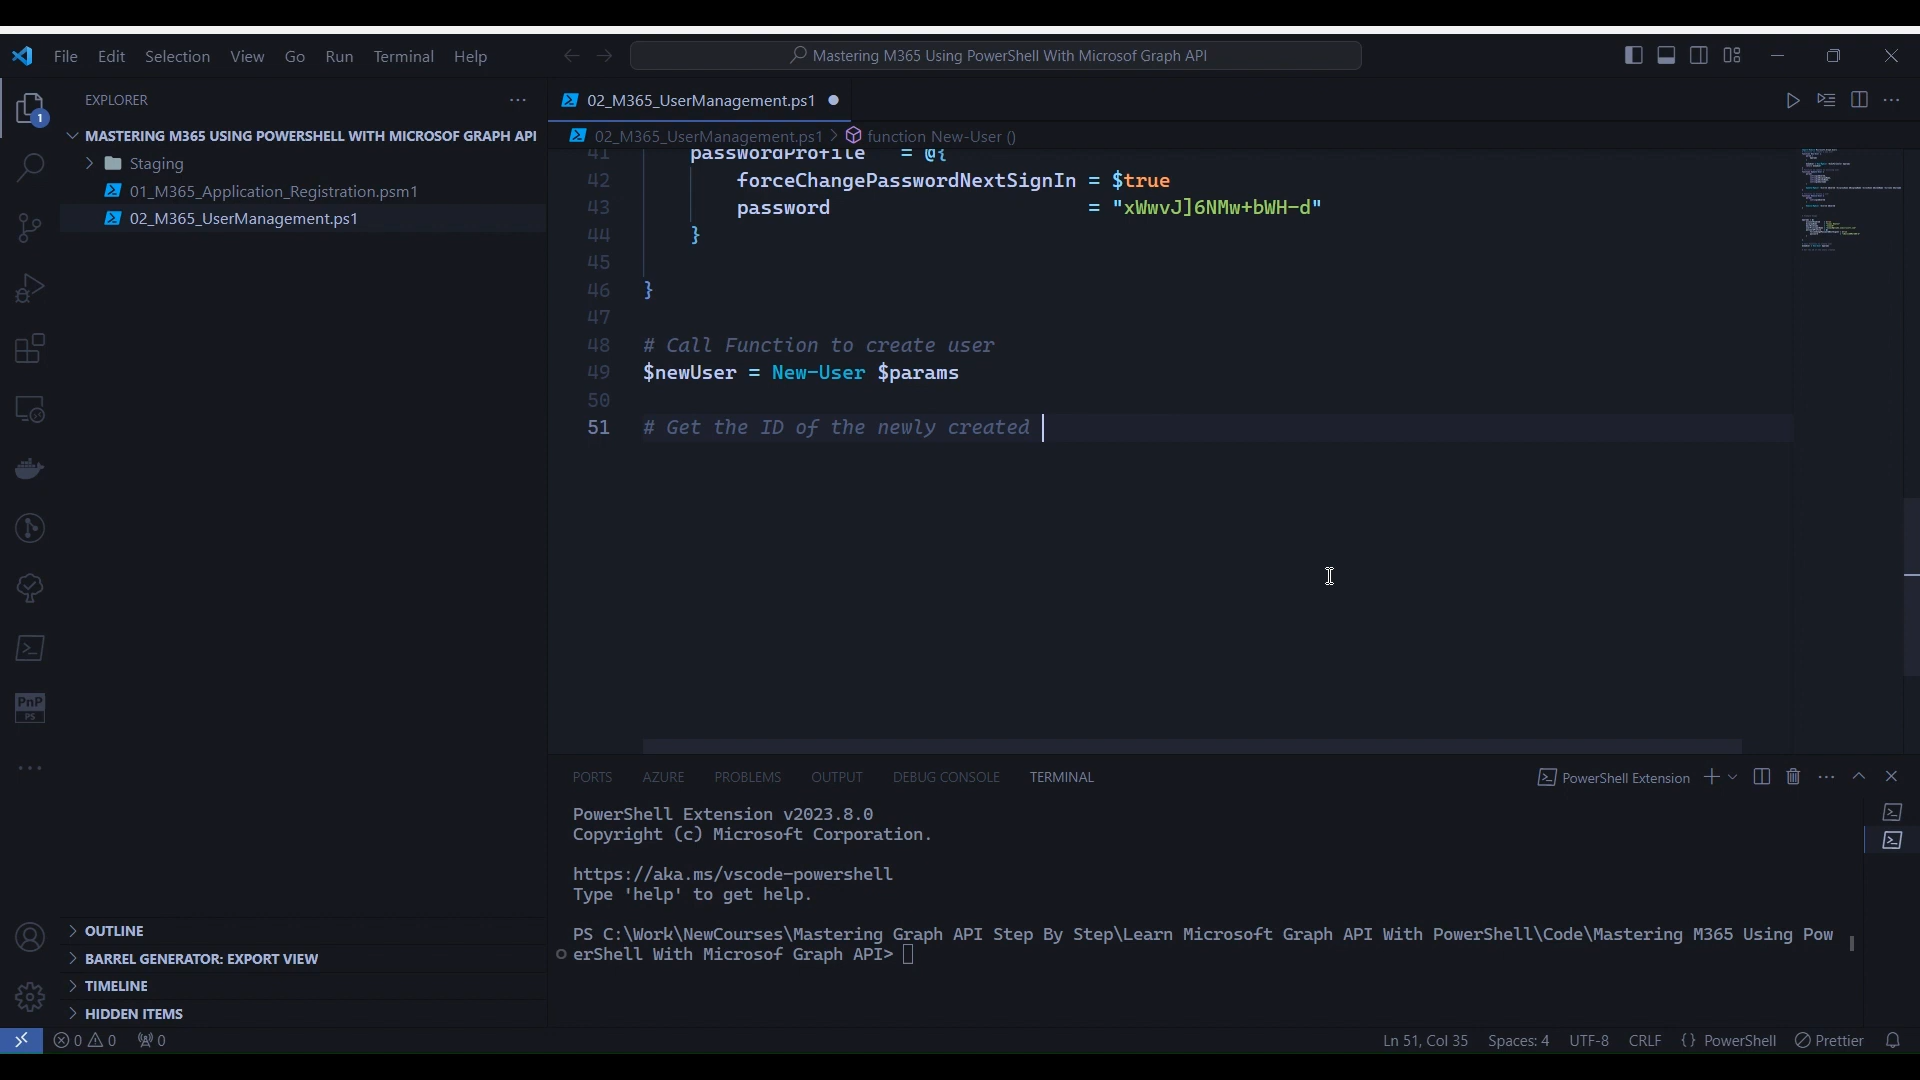 File Edit Selection View Go Run Terminal Help
Mastering M365 Using PowerShell With Microsof Graph API
EXPLORER
02_M365_UserManagement.ps1
MASTERING M365 USING POWERSHELL WITH MICROSOF GRAPH API
02_M365_UserManagement.ps1 > function New-User ()
Staging
01_M365_Application_Registration.psm1
02_M365_UserManagement.ps1
1
41 passwordProfile = @{
42 forceChangePasswordNextSignIn = $true
43 password = "xWwvJ]6NMw+bWH-d"
44 }
45
46 }
47
48 # Call Function to create user
49 $newUser = New-User $params
50
51 # Get the ID of the newly created
PnP
PS
PORTS AZURE PROBLEMS OUTPUT DEBUG CONSOLE TERMINAL
PowerShell Extension
PowerShell Extension v2023.8.0
Copyright (c) Microsoft Corporation.
https://aka.ms/vscode-powershell
Type 'help' to get help.
PS C:\Work\NewCourses\Mastering Graph API Step By Step\Learn Microsoft Graph API With PowerShell\Code\Mastering M365 Using Pow
erShell With Microsof Graph API>
OUTLINE
BARREL GENERATOR: EXPORT VIEW
TIMELINE
HIDDEN ITEMS
0 0 0
Ln 51, Col 35 Spaces: 4 UTF-8 CRLF {} PowerShell Prettier